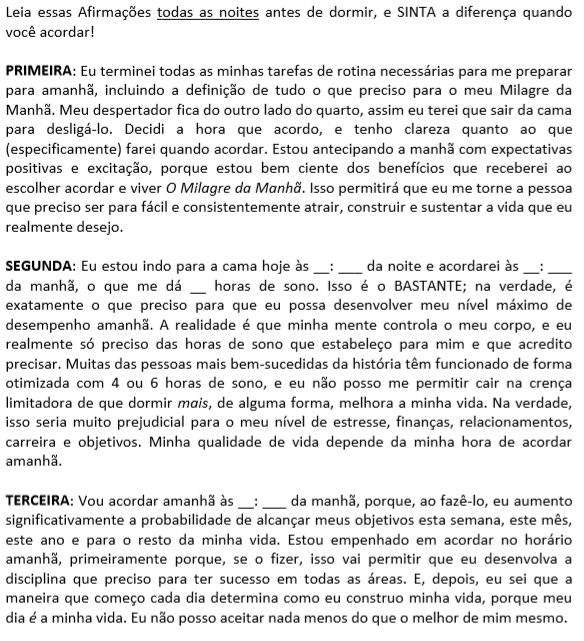 Leia essas Afirmações todas as noites antes de dormir, e SINTA a diferença quando
você acordar!
PRIMEIRA: Eu terminei todas as minhas tarefas de rotina necessárias para me preparar
para amanhã, incluindo a definição de tudo o que preciso para o meu Milagre da
Manhã. Meu despertador fica do outro lado do quarto, assim eu terei que sair da cama
para desligá-lo. Decidi a hora que acordo, e tenho clareza quanto ao que
(especificamente) farei quando acordar. Estou antecipando a manhã com expectativas
positivas e excitação, porque estou bem ciente dos benefícios que receberei ao
escolher acordar e viver O Milagre da Manhã. Isso permitirá que eu me torne a pessoa
que preciso ser para fácil e consistentemente atrair, construir e sustentar a vida que eu
realmente desejo.
SEGUNDA: Eu estou indo para a cama hoje às __: ___ da noite e acordarei às __: ___
da manhã, o que me dá __ horas de sono. Isso é o BASTANTE; na verdade, é
exatamente o que preciso para que eu possa desenvolver meu nível máximo de
desempenho amanhã. A realidade é que minha mente controla o meu corpo, e eu
realmente só preciso das horas de sono que estabeleço para mim e que acredito
precisar. Muitas das pessoas mais bem-sucedidas da história têm funcionado de forma
otimizada com 4 ou 6 horas de sono, e eu não posso me permitir cair na crença
limitadora de que dormir mais, de alguma forma, melhora a minha vida. Na verdade,
isso seria muito prejudicial para o meu nível de estresse, finanças, relacionamentos,
carreira e objetivos. Minha qualidade de vida depende da minha hora de acordar
amanhã.
TERCEIRA: Vou acordar amanhã às __: ___ da manhã, porque, ao fazê-lo, eu aumento
significativamente a probabilidade de alcançar meus objetivos esta semana, este mês,
este ano e para o resto da minha vida. Estou empenhado em acordar no horário
amanhã, primeiramente porque, se o fizer, isso vai permitir que eu desenvolva a
disciplina que preciso para ter sucesso em todas as áreas. E, depois, eu sei que a
maneira que começo cada dia determina como eu construo minha vida, porque meu
dia é a minha vida. Eu não posso aceitar nada menos do que o melhor de mim mesmo.